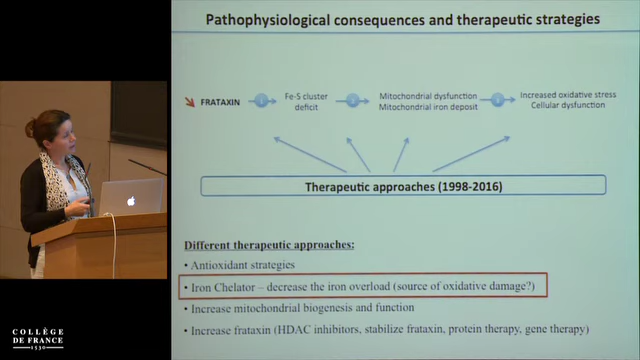 Pathophysiological consequences and therapeutic strategies
FRATAXIN
Fe-S cluster
deficit
Mitochondrial dysfunction
Mitochondrial iron deposit
Increased oxidative stress
Cellular dysfunction
Therapeutic approaches (1998-2016)
Different therapeutic approaches:
• Antioxidant strategies
• Iron Chelator – decrease the iron overload (source of oxidative damage?)
• Increase mitochondrial biogenesis and function
• Increase frataxin (HDAC inhibitors, stabilize frataxin, protein therapy, gene therapy)
COLLÈGE
DE FRANCE
1530